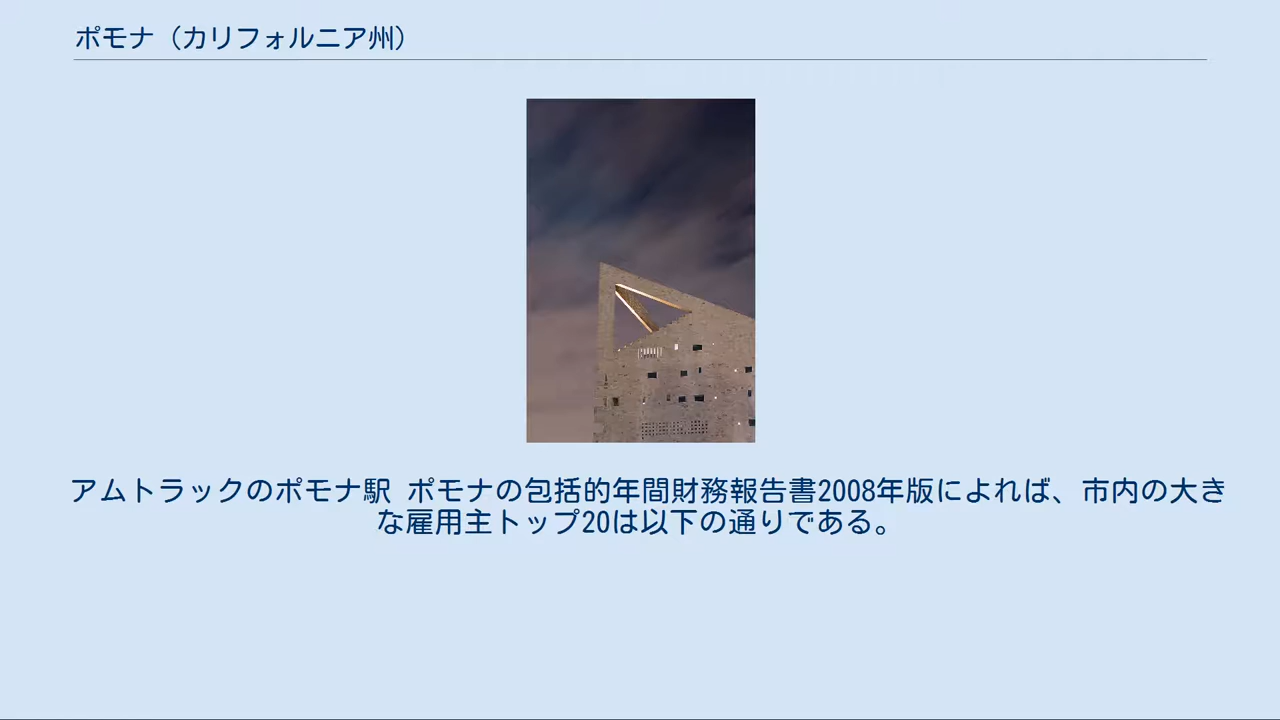 ポモナ（カリフォルニア州）
アムトラックのポモナ駅 ポモナの包括的年間財務報告書2008年版によれば、市内の大き
な雇用主トップ20は以下の通りである。